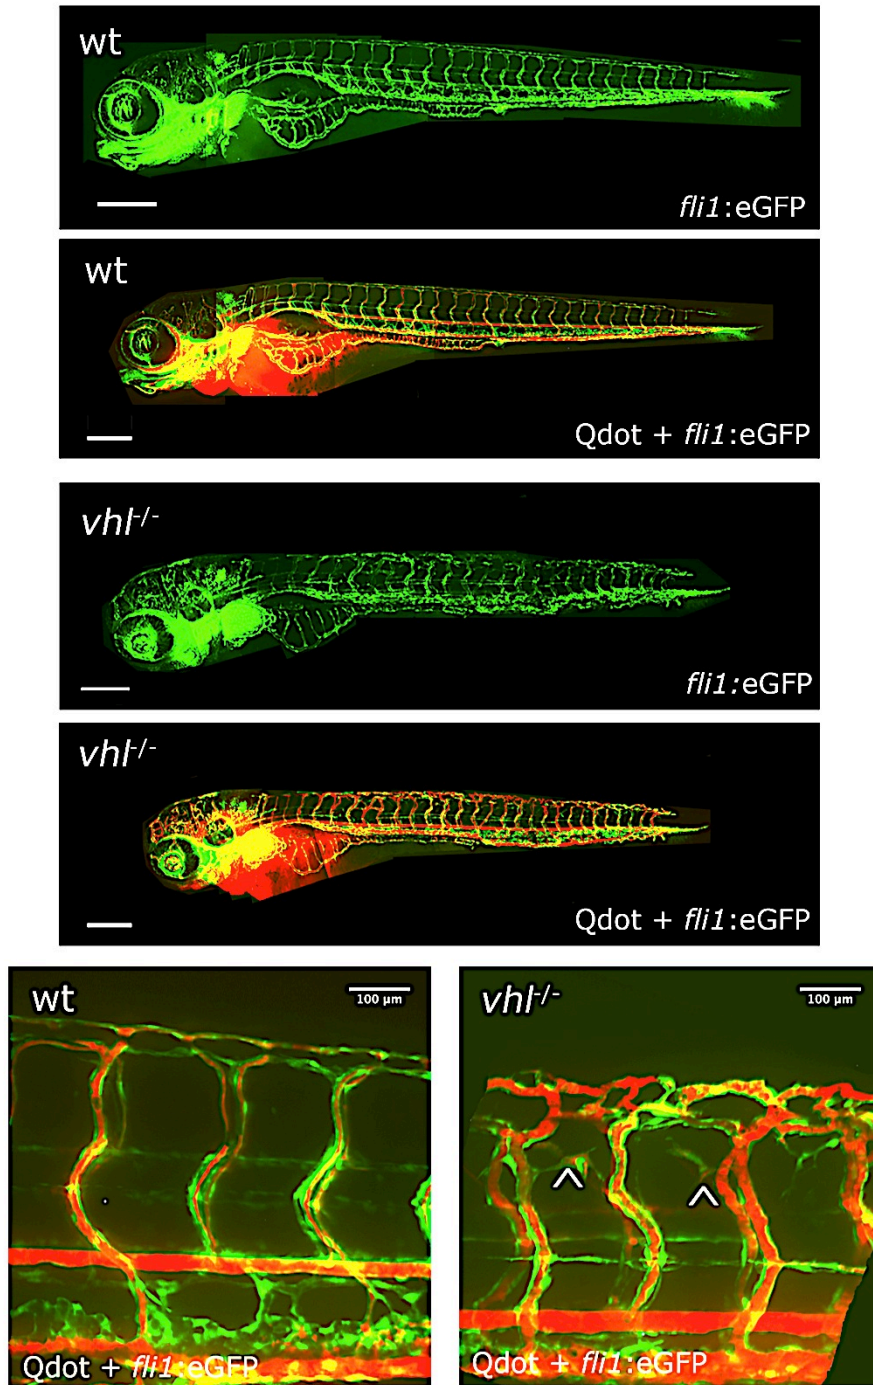 wt
fli1:eGFP
wt
Qdot + fli1:eGFP
vhl-/-
fli1:eGFP
vhl-/-
Qdot + fli1:eGFP
wt
100 µm
Qdot + fli1:eGFP
vhl-/-
100 µm
Qdot + fli1:eGFP